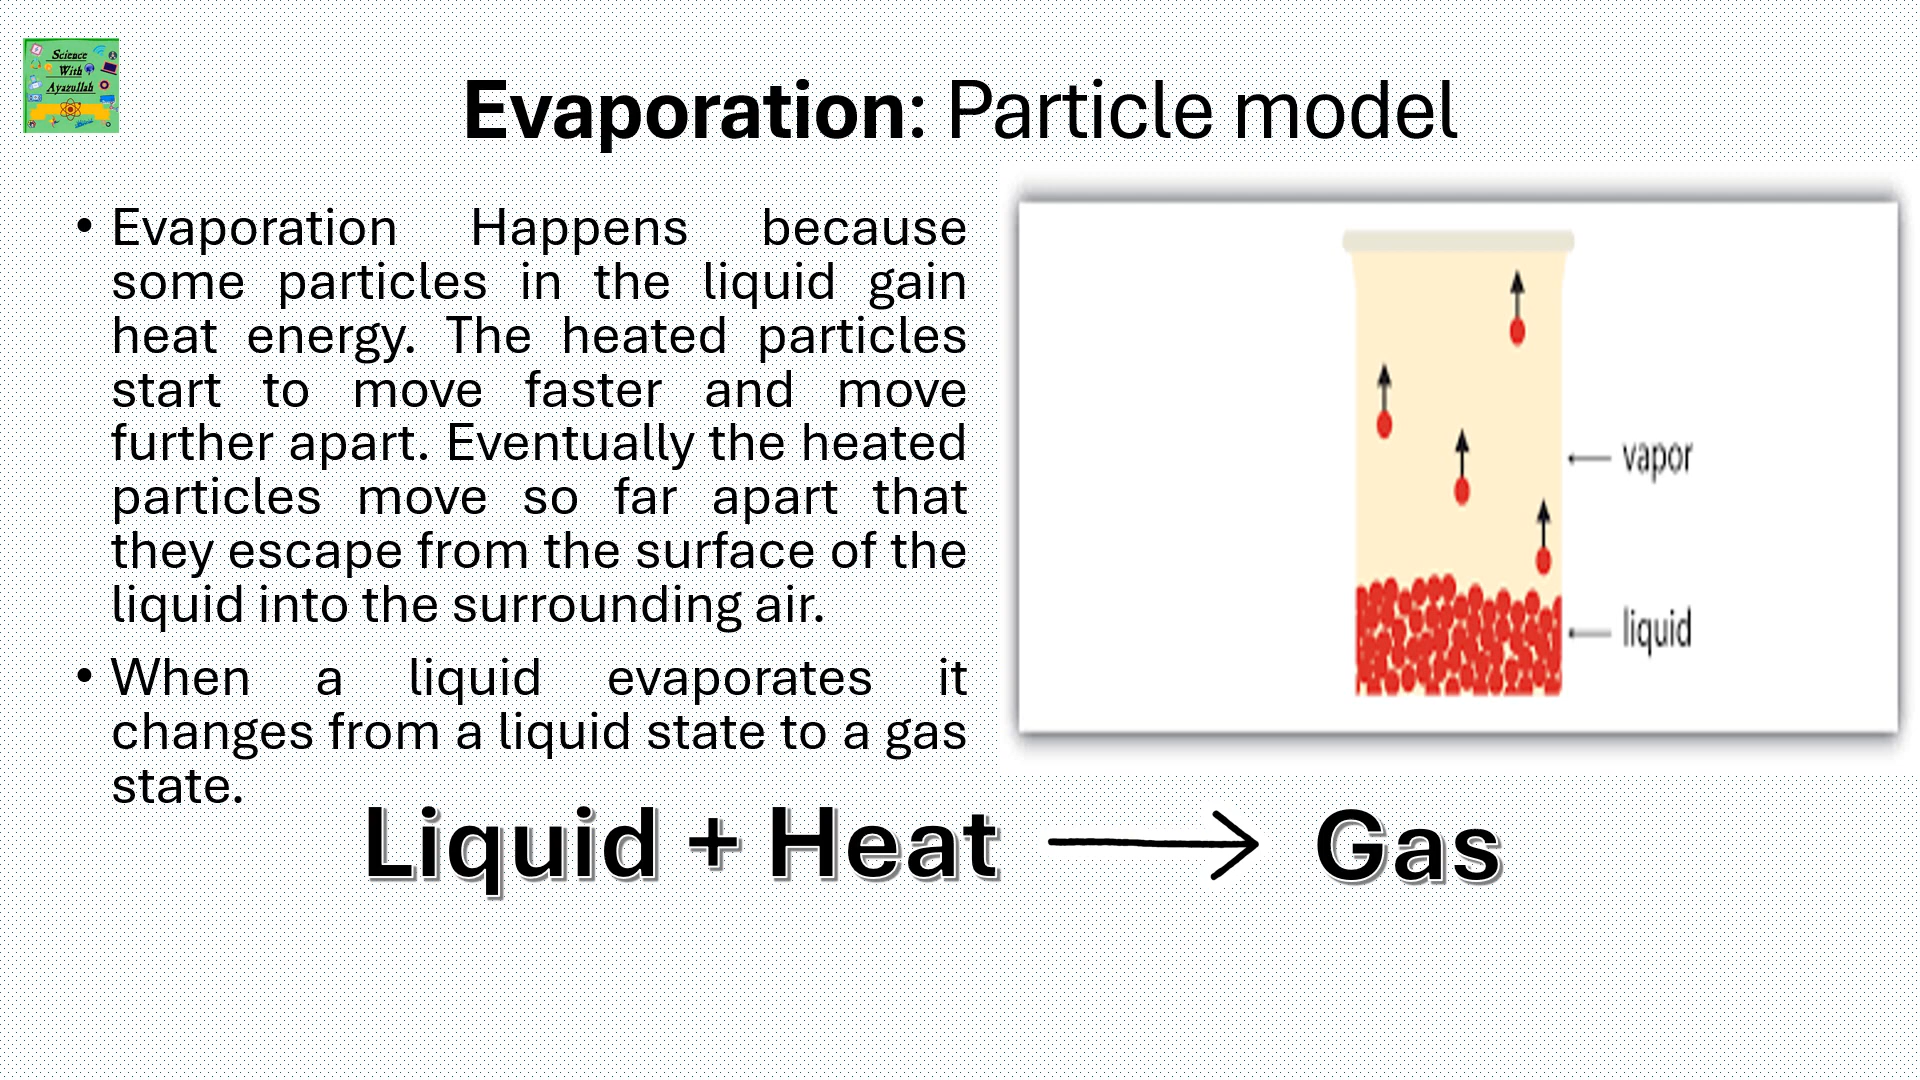 Science
With
Ayazullah
Evaporation: Particle model
• Evaporation Happens because
some particles in the liquid gain
heat energy. The heated particles
start to move faster and move
further apart. Eventually the heated
particles move so far apart that
they escape from the surface of the
liquid into the surrounding air.
• When a liquid evaporates it
changes from a liquid state to a gas
state.
vapor
liquid
Liquid + Heat → Gas